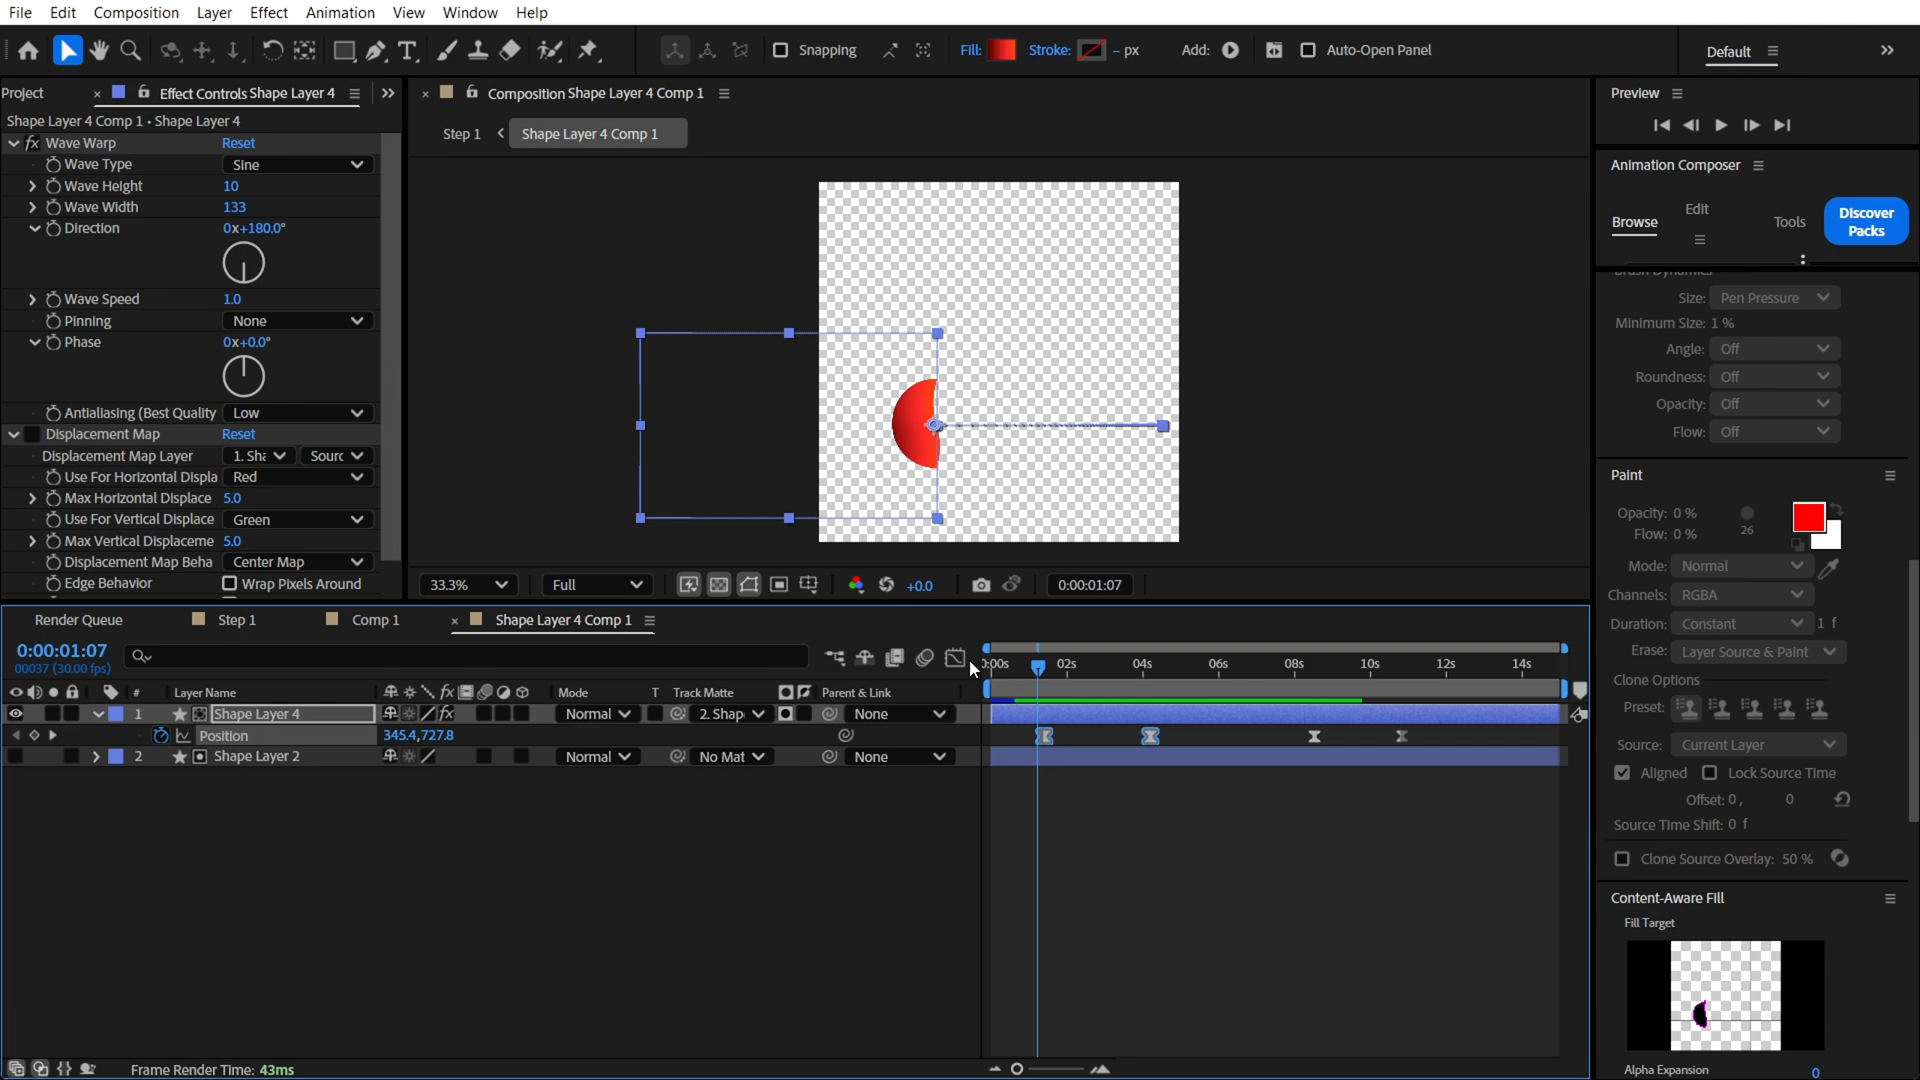 File Edit Composition Layer Effect Animation View Window Help
Snapping Fill: Stroke: – px Add: Auto-Open Panel Default
Project Effect Controls Shape Layer 4
Shape Layer 4 Comp 1 • Shape Layer 4
fx Wave Warp Reset
Wave Type Sine
Wave Height 10
Wave Width 133
Direction 0x+180.0°
Wave Speed 1.0
Pinning None
Phase 0x+0.0°
Antialiasing (Best Quality Low
Displacement Map Reset
Displacement Map Layer 1. Sha Sourc
Use For Horizontal Displa Red
Max Horizontal Displace 5.0
Use For Vertical Displace Green
Max Vertical Displaceme 5.0
Displacement Map Beha Center Map
Edge Behavior Wrap Pixels Around
Composition Shape Layer 4 Comp 1
Step 1 Shape Layer 4 Comp 1
33.3% Full +0.0 0:00:01:07
Preview
Animation Composer
Browse Edit Tools Discover Packs
Brush Dynamics
Size: Pen Pressure
Minimum Size: 1 %
Angle: Off
Roundness: Off
Opacity: Off
Flow: Off
Paint
Opacity: 0 %
Flow: 0 %
26
Mode: Normal
Channels: RGBA
Duration: Constant 1 f
Erase: Layer Source & Paint
Clone Options
Preset:
Source: Current Layer
Aligned Lock Source Time
Offset: 0 , 0
Source Time Shift: 0 f
Clone Source Overlay: 50 %
Content-Aware Fill
Fill Target
Alpha Expansion 0
Render Queue Step 1 Comp 1 Shape Layer 4 Comp 1
0:00:01:07
00037 (30.00 fps)
0:00s 02s 04s 06s 08s 10s 12s 14s
# Layer Name fx Mode T Track Matte Parent & Link
1 Shape Layer 4 fx Normal 2. Shap None
Position 345.4,727.8
2 Shape Layer 2 Normal No Mat None
Frame Render Time: 43ms